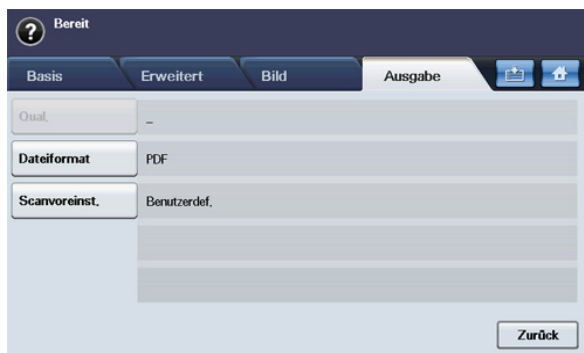 Bereit
Basis Erweitert Bild Ausgabe
Qual. –
Dateiformat PDF
Scanvoreinst. Benutzerdef.
Zurück